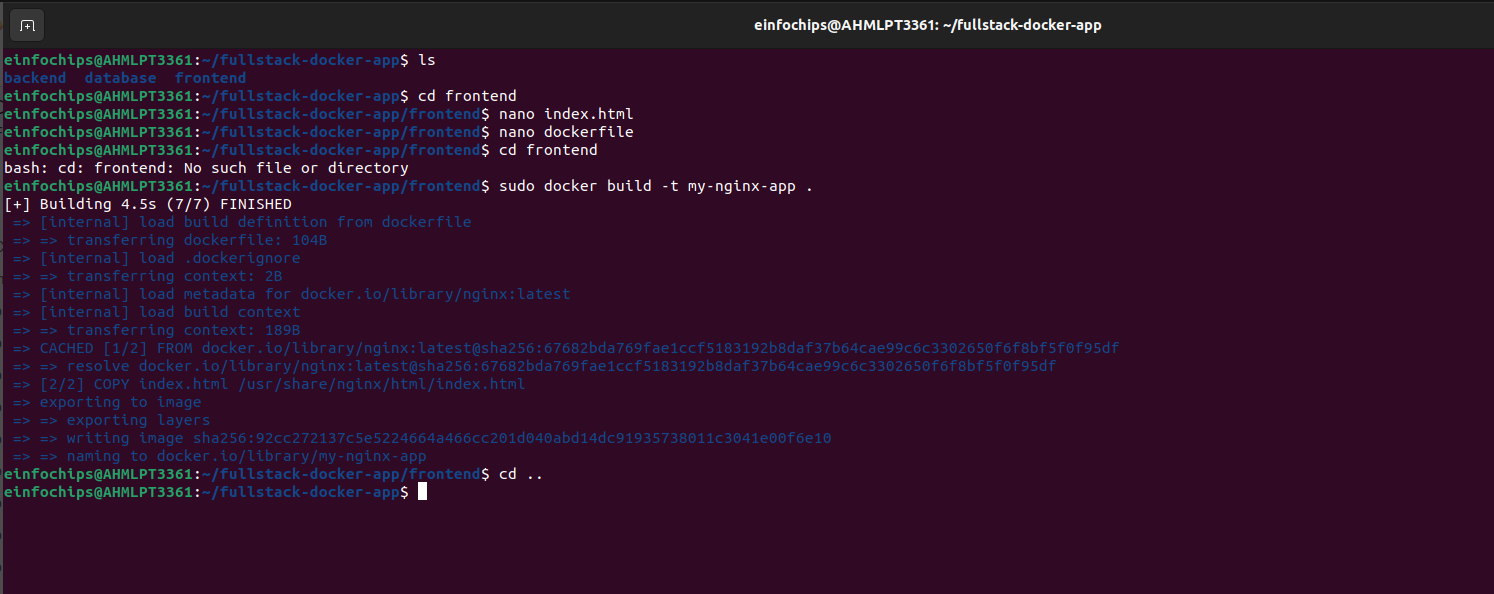 einfochips@AHMLPT3361: ~/fullstack-docker-app
einfochips@AHMLPT3361:~/fullstack-docker-app$ ls
backend  database  frontend
einfochips@AHMLPT3361:~/fullstack-docker-app$ cd frontend
einfochips@AHMLPT3361:~/fullstack-docker-app/frontend$ nano index.html
einfochips@AHMLPT3361:~/fullstack-docker-app/frontend$ nano dockerfile
einfochips@AHMLPT3361:~/fullstack-docker-app/frontend$ cd frontend
bash: cd: frontend: No such file or directory
einfochips@AHMLPT3361:~/fullstack-docker-app/frontend$ sudo docker build -t my-nginx-app .
[+] Building 4.5s (7/7) FINISHED
=> [internal] load build definition from dockerfile
=> => transferring dockerfile: 104B
=> [internal] load .dockerignore
=> => transferring context: 2B
=> [internal] load metadata for docker.io/library/nginx:latest
=> [internal] load build context
=> => transferring context: 189B
=> CACHED [1/2] FROM docker.io/library/nginx:latest@sha256:67682bda769fae1ccf5183192b8daf37b64cae99c6c3302650f6f8bf5f0f95df
=> => resolve docker.io/library/nginx:latest@sha256:67682bda769fae1ccf5183192b8daf37b64cae99c6c3302650f6f8bf5f0f95df
=> [2/2] COPY index.html /usr/share/nginx/html/index.html
=> exporting to image
=> => exporting layers
=> => writing image sha256:92cc272137c5e5224664a466cc201d040abd14dc91935738011c3041e00f6e10
=> => naming to docker.io/library/my-nginx-app
einfochips@AHMLPT3361:~/fullstack-docker-app/frontend$ cd ..
einfochips@AHMLPT3361:~/fullstack-docker-app$